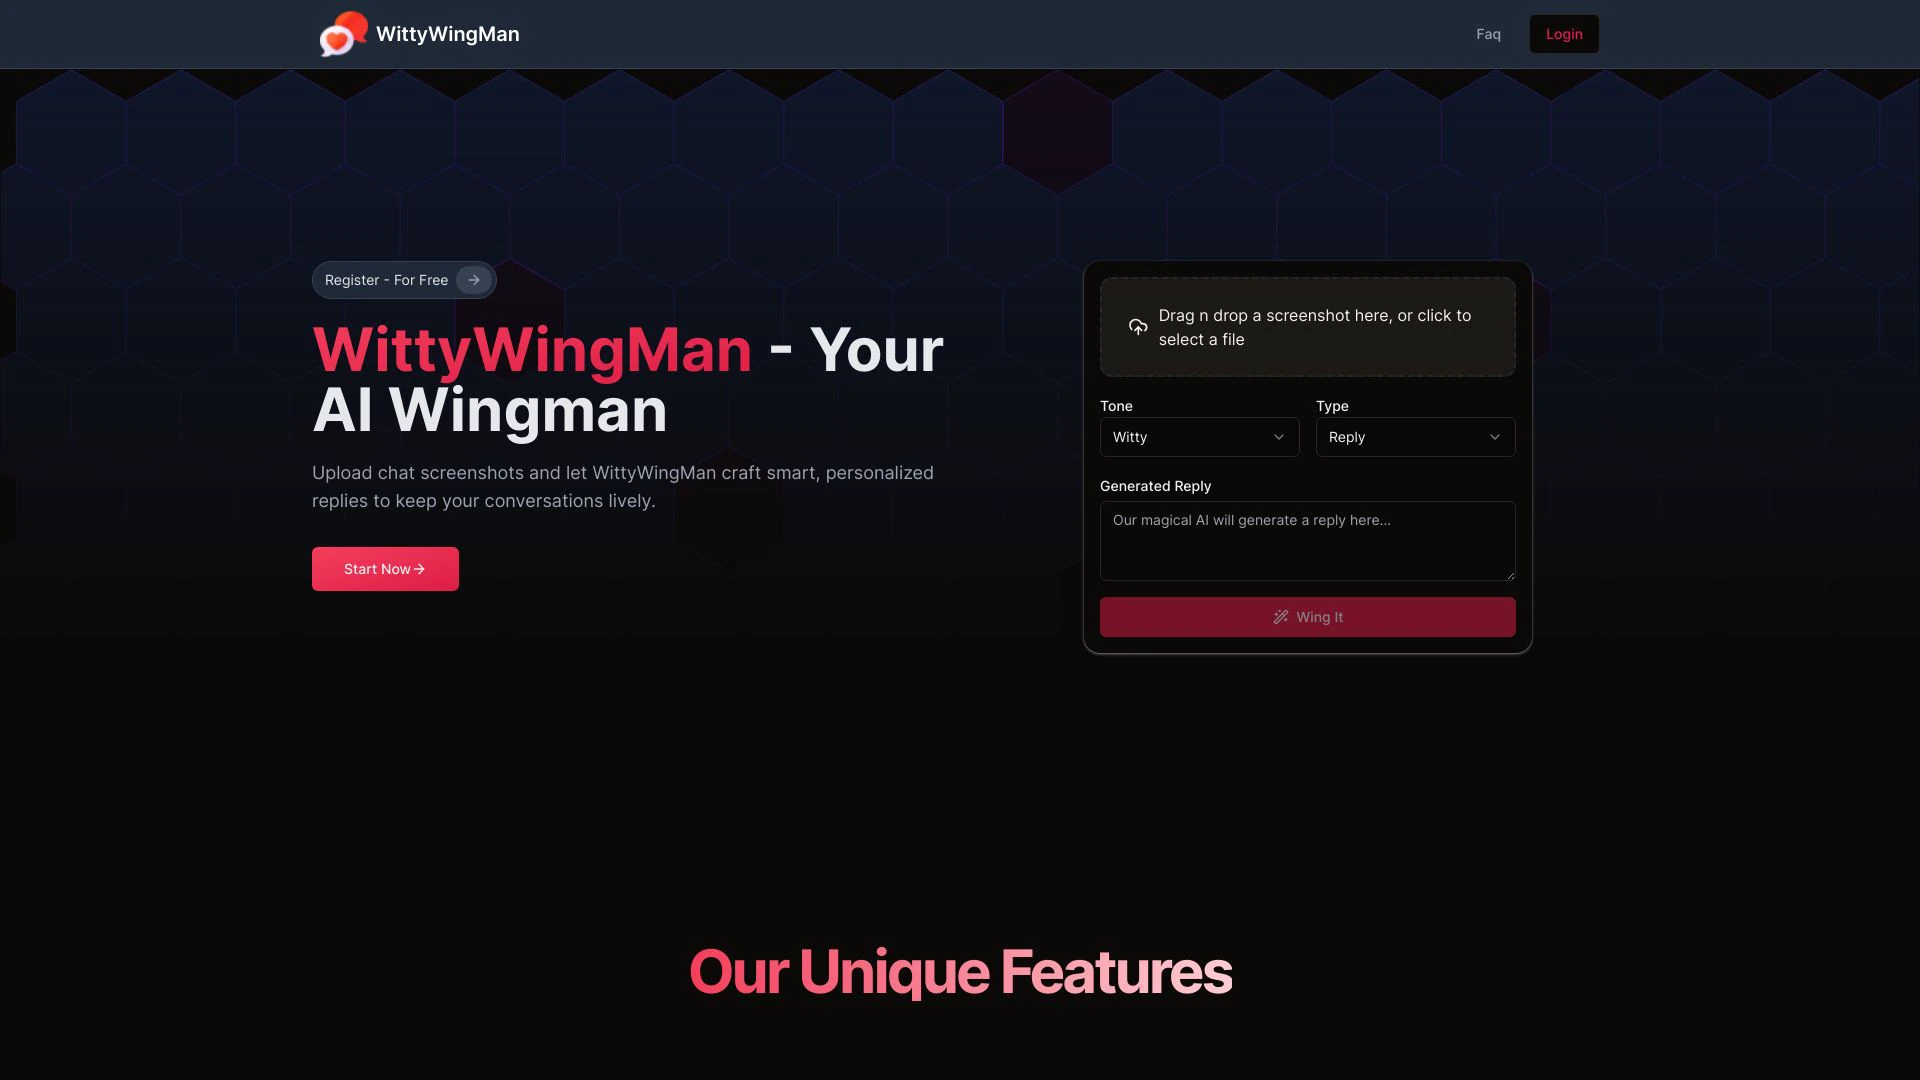 WittyWingMan
Faq
Login
Register - For Free
WittyWingMan - Your
AI Wingman
Upload chat screenshots and let WittyWingMan craft smart, personalized
replies to keep your conversations lively.
Start Now
Drag n drop a screenshot here, or click to
select a file
Tone
Type
Witty
Reply
Generated Reply
Our magical AI will generate a reply here...
Wing It
Our Unique Features